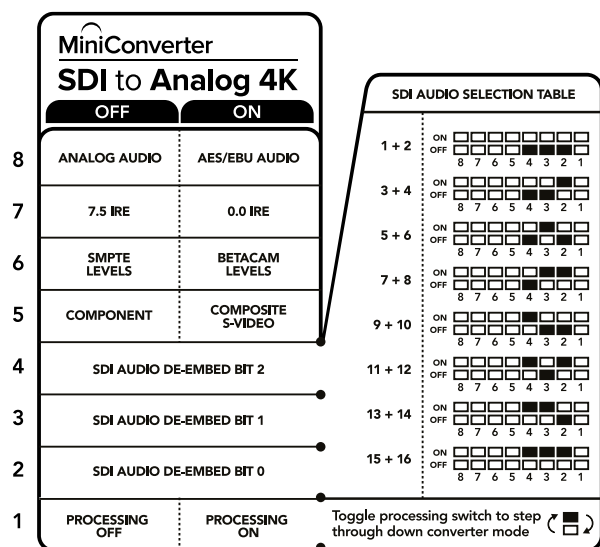 MiniConverter
SDI to Analog 4K
OFF ON
8 ANALOG AUDIO AES/EBU AUDIO
7 7.5 IRE 0.0 IRE
6 SMPTE LEVELS BETACAM LEVELS
5 COMPONENT COMPOSITE S-VIDEO
4 SDI AUDIO DE-EMBED BIT 2
3 SDI AUDIO DE-EMBED BIT 1
2 SDI AUDIO DE-EMBED BIT 0
1 PROCESSING OFF PROCESSING ON
SDI AUDIO SELECTION TABLE
1 + 2 ON
OFF
8 7 6 5 4 3 2 1
3 + 4 ON
OFF
8 7 6 5 4 3 2 1
5 + 6 ON
OFF
8 7 6 5 4 3 2 1
7 + 8 ON
OFF
8 7 6 5 4 3 2 1
9 + 10 ON
OFF
8 7 6 5 4 3 2 1
11 + 12 ON
OFF
8 7 6 5 4 3 2 1
13 + 14 ON
OFF
8 7 6 5 4 3 2 1
15 + 16 ON
OFF
8 7 6 5 4 3 2 1
Toggle processing switch to step
through down converter mode